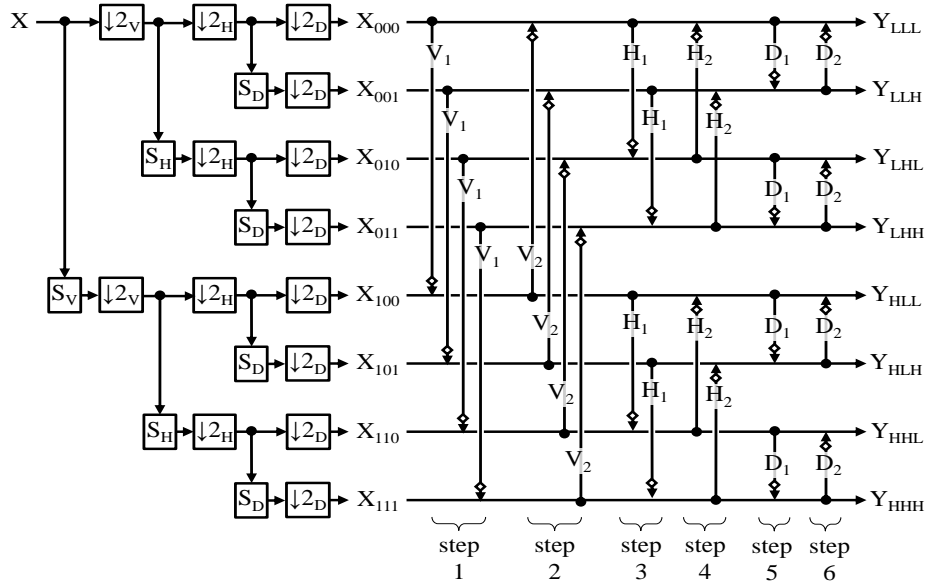 X ↓2V ↓2H ↓2D X000 YLLL
V1 H1 H2 D1 D2
SD ↓2D X001 YLLH
V1 H1 H2
SH ↓2H ↓2D X010 YLHL
V1 D1 D2
SD ↓2D X011 YLHH
V1 V2
SV ↓2V ↓2H ↓2D X100 YHLL
V2 H1 H2 D1 D2
SD ↓2D X101 YHLH
V2 H1 H2
SH ↓2H ↓2D X110 YHHL
V2 D1 D2
SD ↓2D X111 YHHH
step step step step step step
1 2 3 4 5 6